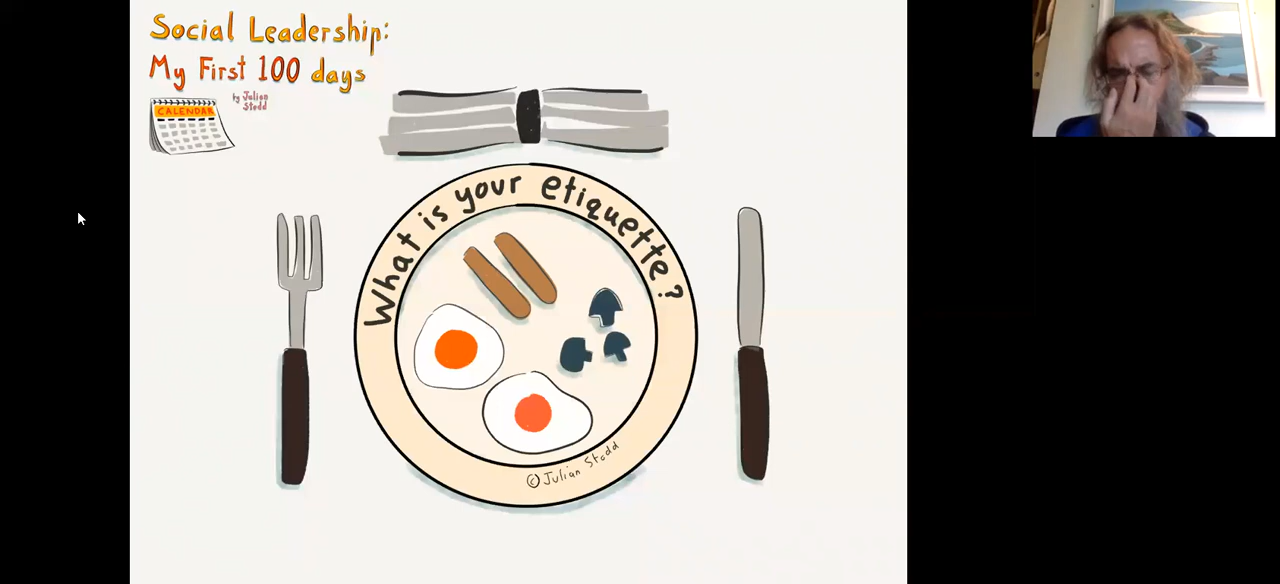 Social Leadership:
My First 100 days
by Julian
Stodd
CALENDAR
What is your etiquette?
© Julian Stodd